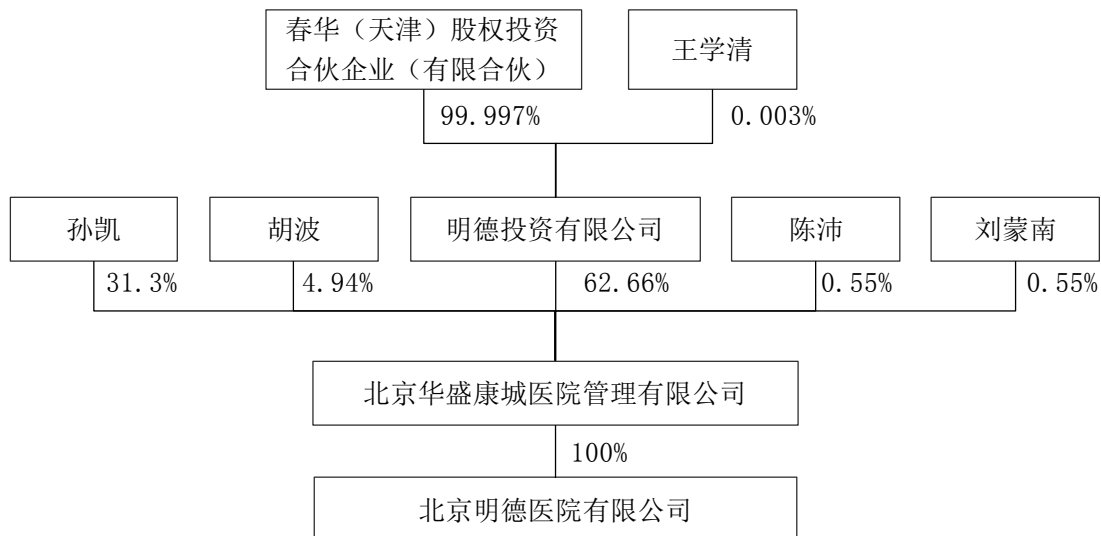 春华（天津）股权投资
合伙企业（有限合伙）
王学清
99.997%
0.003%
孙凯
胡波
明德投资有限公司
陈沛
刘蒙南
31.3%
4.94%
62.66%
0.55%
0.55%
北京华盛康城医院管理有限公司
100%
北京明德医院有限公司